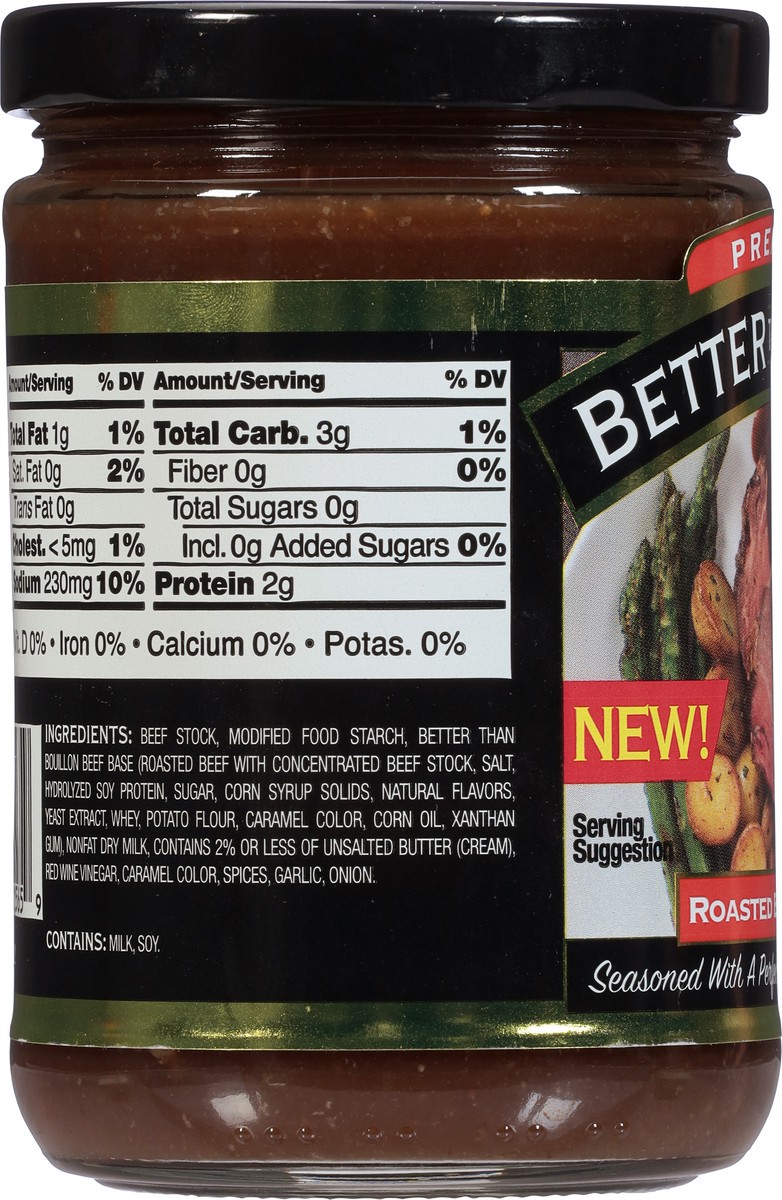 PRE
BETTER
% DV Amount/Serving % DV
Fat 1g 1% Total Carb. 3g 1%
Sat. Fat 0g 2% Fiber 0g 0%
Trans Fat 0g Total Sugars 0g
<5mg 1% Incl. 0g Added Sugars 0%
230mg 10% Protein 2g
D 0% • Iron 0% • Calcium 0% • Potas. 0%
INGREDIENTS: BEEF STOCK, MODIFIED FOOD STARCH, BETTER THAN
BOUILLON BEEF BASE (ROASTED BEEF WITH CONCENTRATED BEEF STOCK, SALT,
HYDROLYZED SOY PROTEIN, SUGAR, CORN SYRUP SOLIDS, NATURAL FLAVORS,
YEAST EXTRACT, WHEY, POTATO FLOUR, CARAMEL COLOR, CORN OIL, XANTHAN
GUM), NONFAT DRY MILK, CONTAINS 2% OR LESS OF UNSALTED BUTTER (CREAM),
RED WINE VINEGAR, CARAMEL COLOR, SPICES, GARLIC, ONION.
CONTAINS: MILK, SOY.
9
NEW!
Serving
Suggestion
ROASTED
Seasoned With A